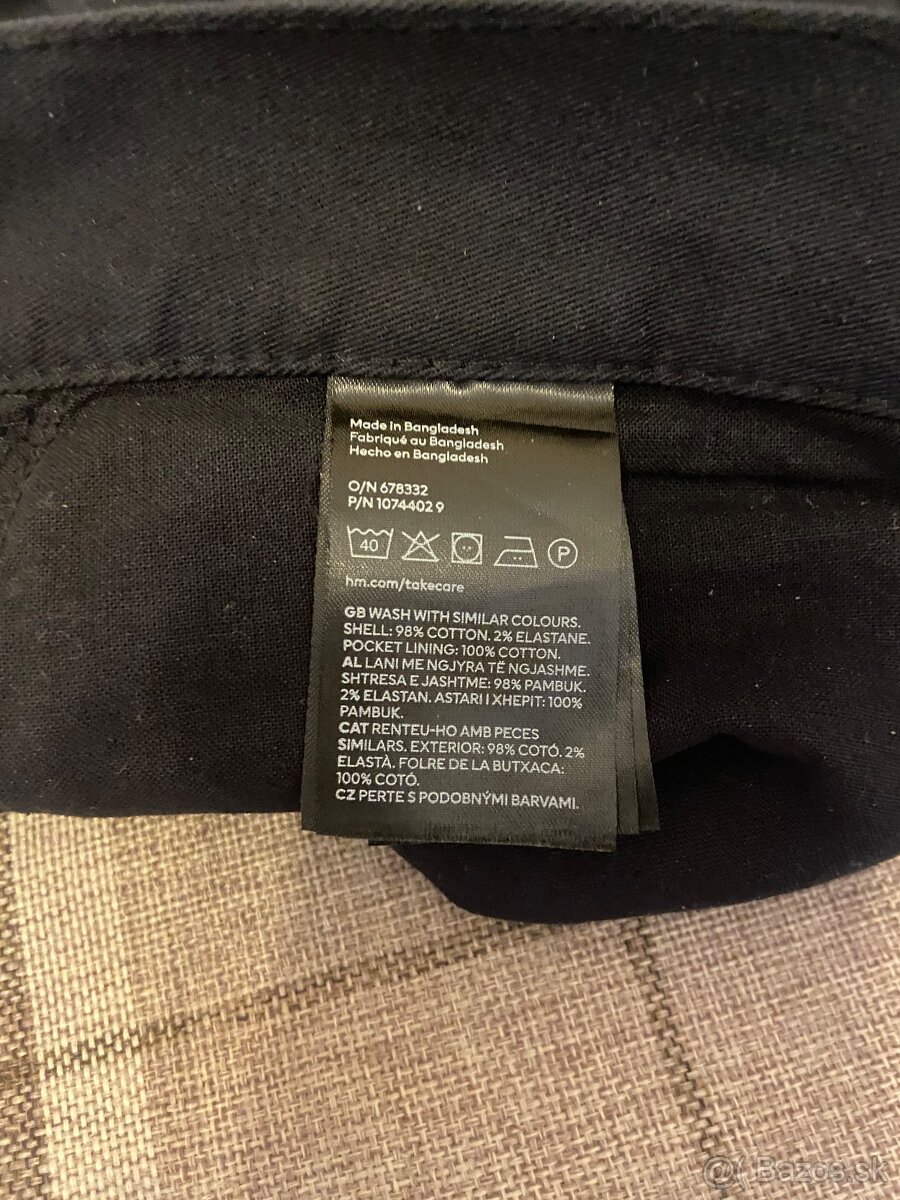 Made in Bangladesh
Fabriqué au Bangladesh
Hecho en Bangladesh
O/N 678332
P/N 1074402 9
40 P
hm.com/takecare
GB WASH WITH SIMILAR COLOURS.
SHELL: 98% COTTON. 2% ELASTANE.
POCKET LINING: 100% COTTON.
AL LANI ME NGJYRA TË NGJASHME.
SHTRESA E JASHTME: 98% PAMBUK.
2% ELASTAN. ASTARI I XHEPIT: 100%
PAMBUK.
CAT RENTEU-HO AMB PECES
SIMILARS. EXTERIOR: 98% COTÓ. 2%
ELASTÀ. FOLRE DE LA BUTXACA:
100% COTÓ.
CZ PERTE S PODOBNÝMI BARVAMI.
Bazos.sk